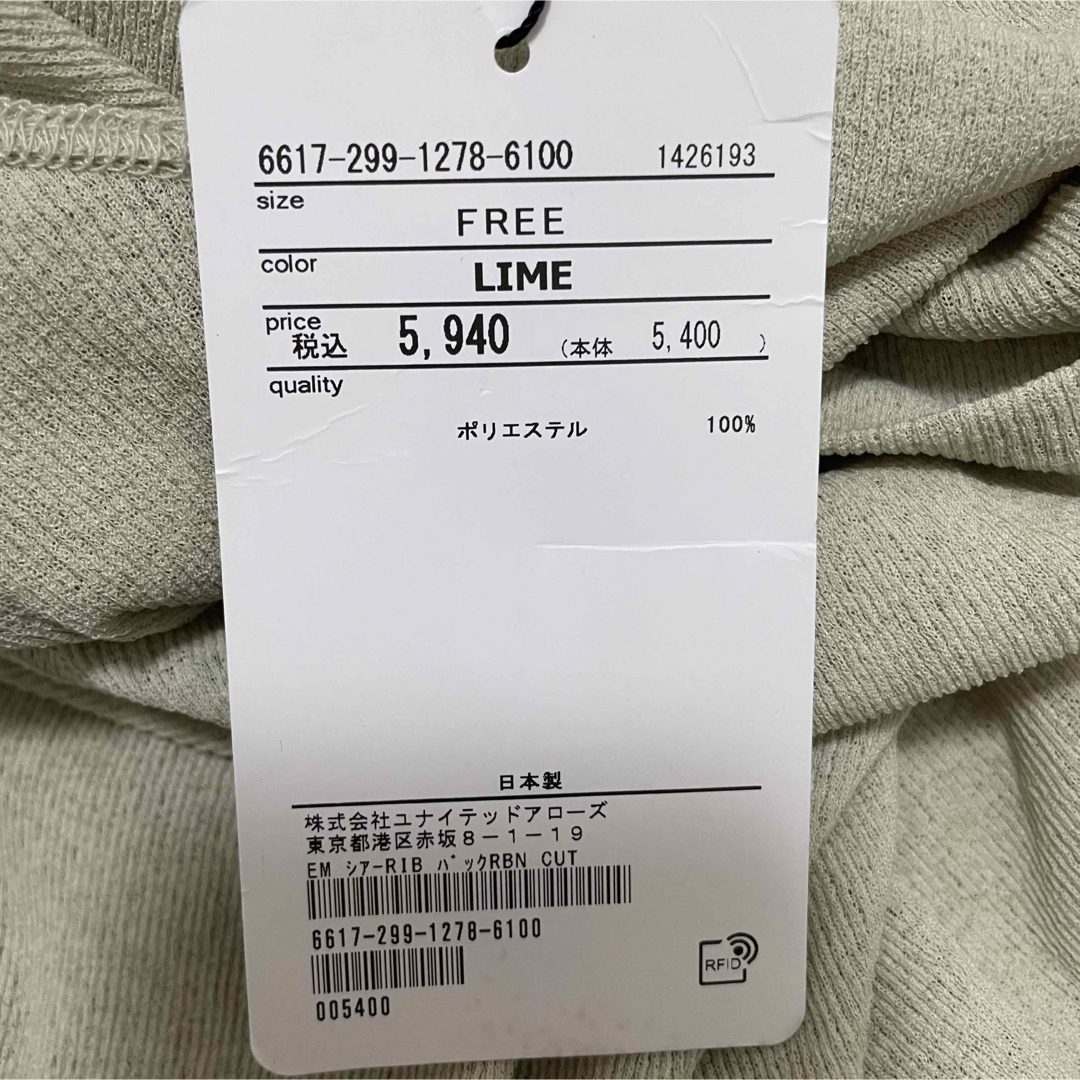 6617-299-1278-6100 1426193
size
FREE
color
LIME
price
税込 5,940 (本体 5,400 )
quality
ポリエステル 100%
日本製
株式会社ユナイテッドアローズ
東京都港区赤坂8-1-19
EM シアーRIB バックRBN CUT
6617-299-1278-6100
005400
RFID